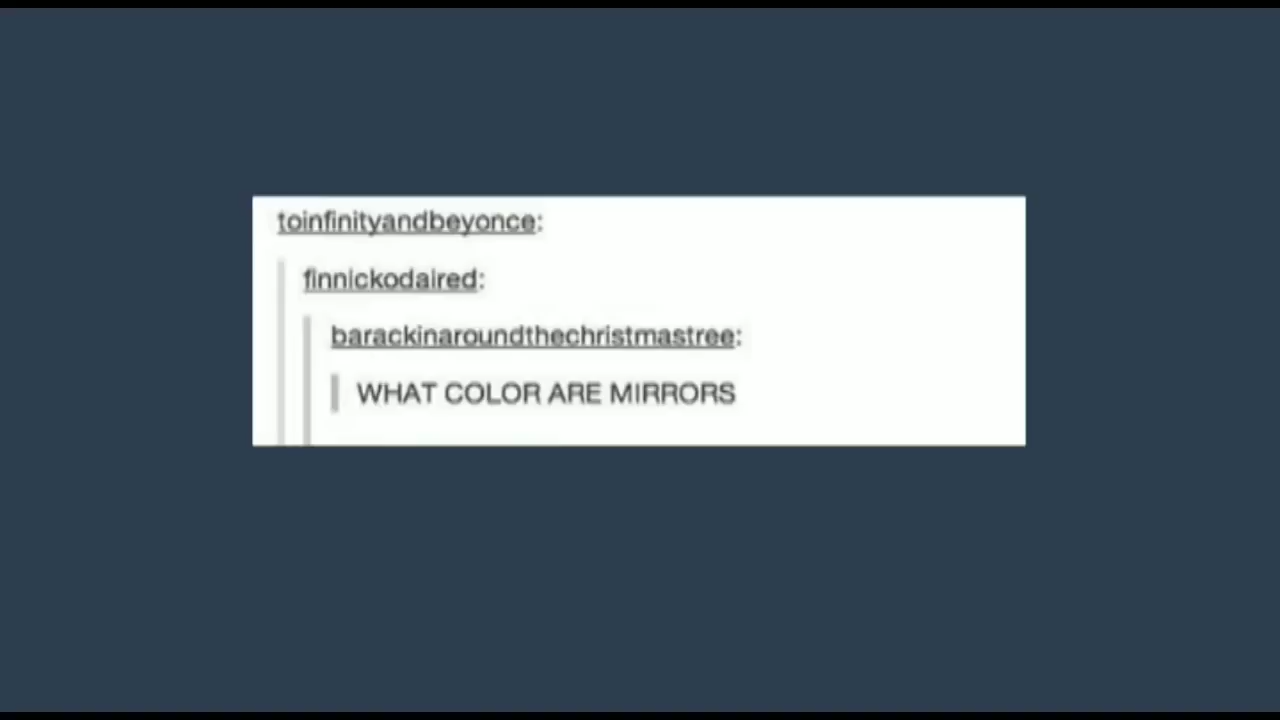 toinfinityandbeyonce:
finnickodaired:
barackinaroundthechristmastree:
WHAT COLOR ARE MIRRORS